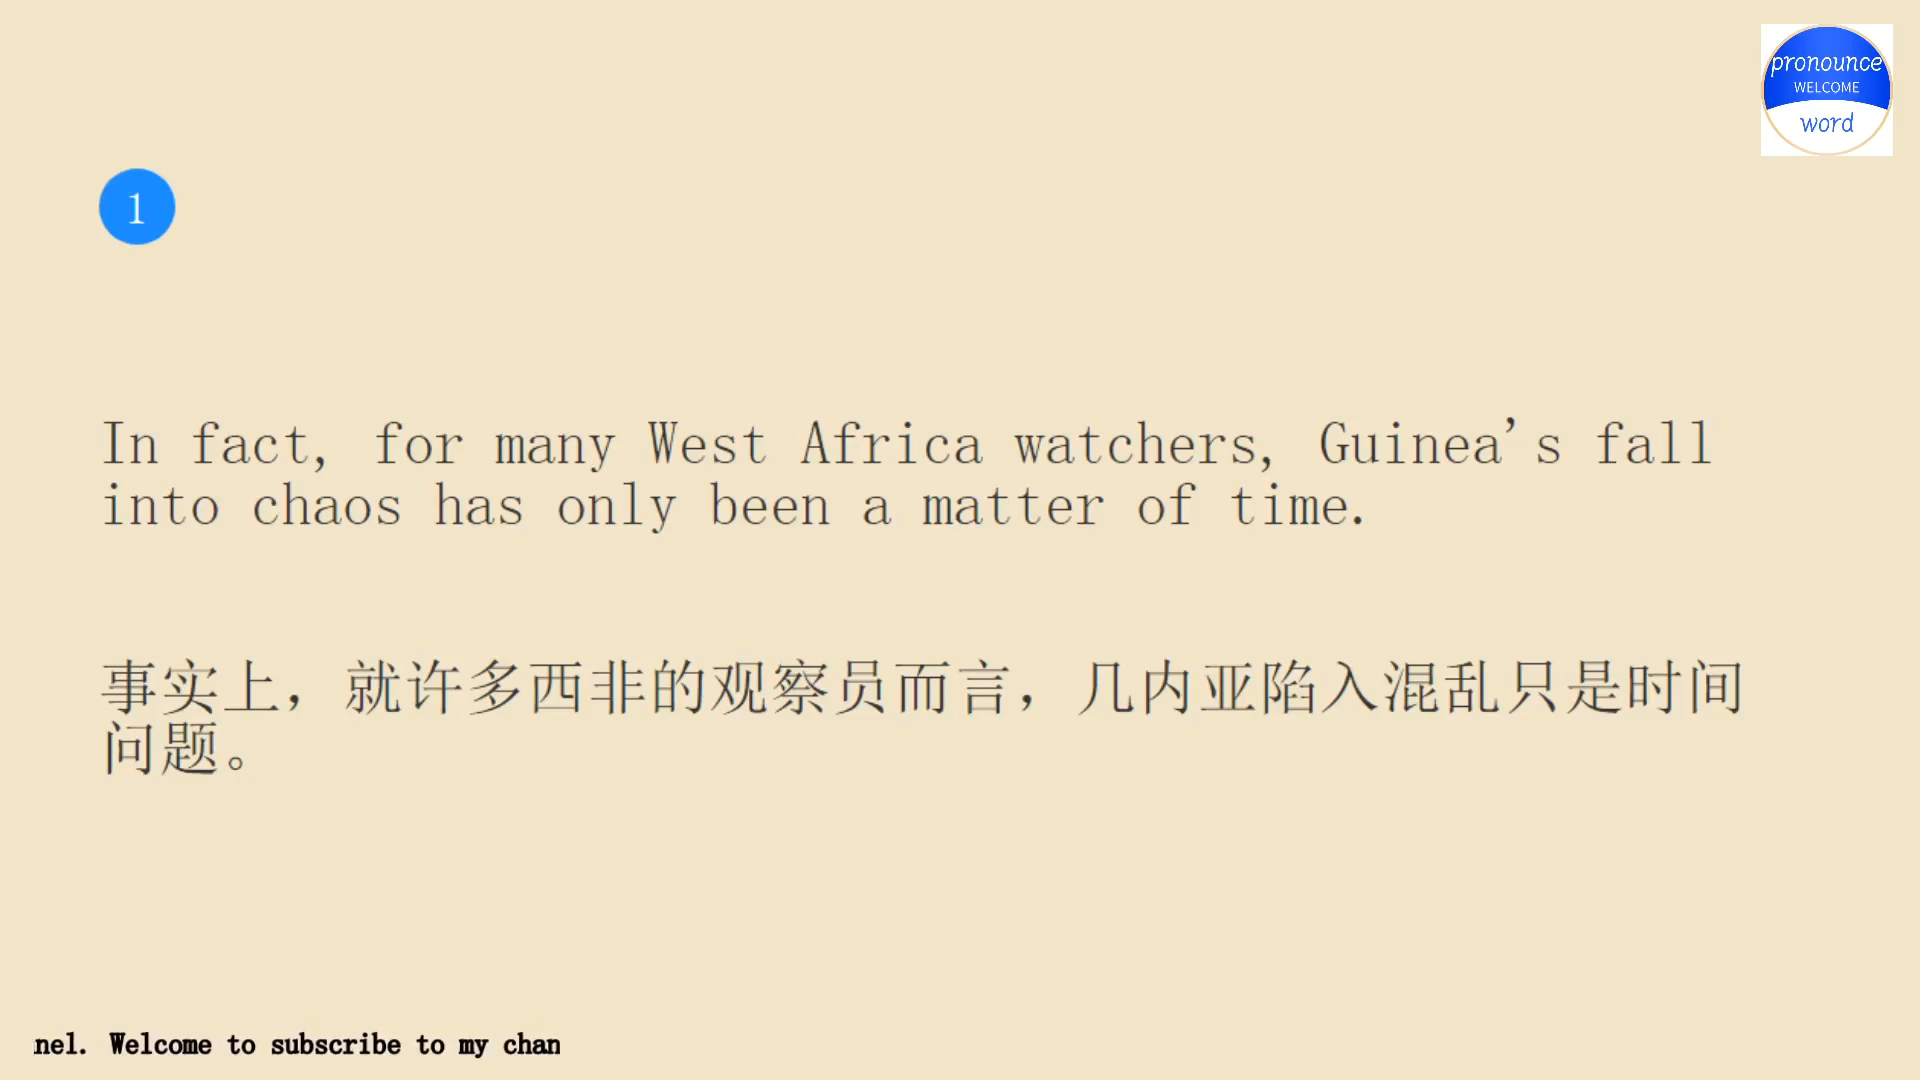 pronounce
WELCOME
word
1
In fact, for many West Africa watchers, Guinea's fall
into chaos has only been a matter of time.
事实上，就许多西非的观察员而言，几内亚陷入混乱只是时间
问题。
nel. Welcome to subscribe to my chan